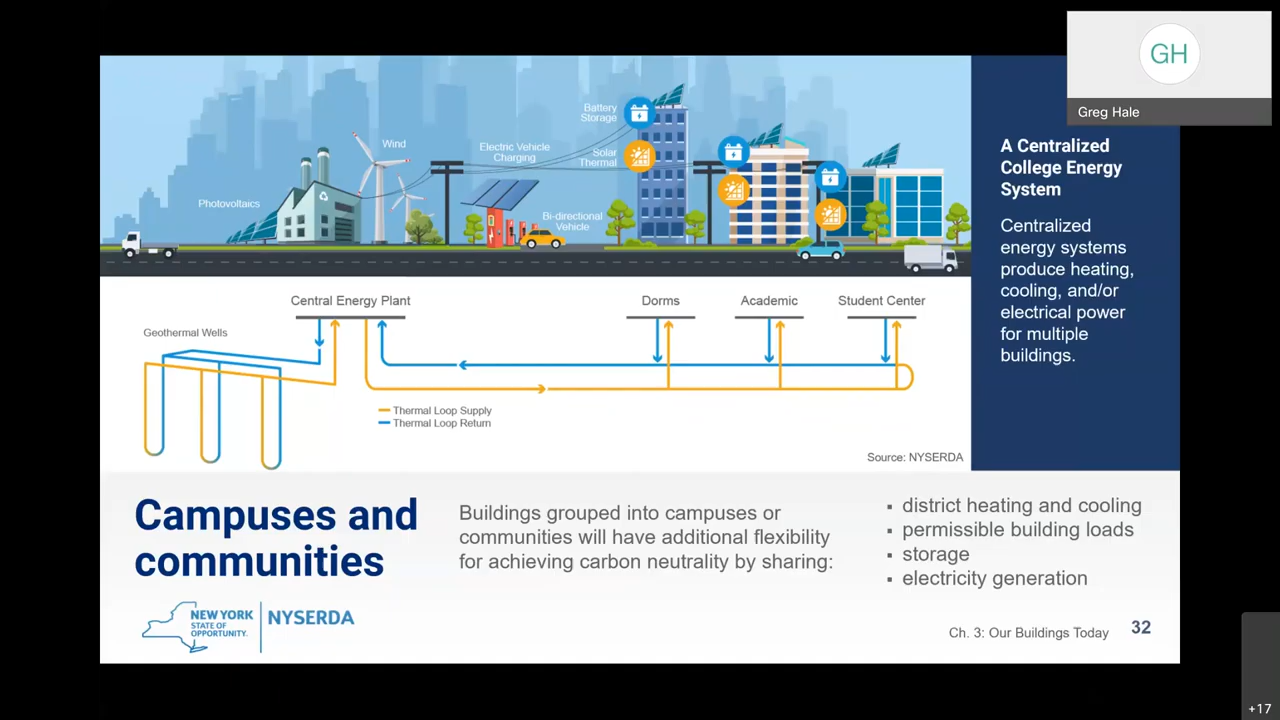 GH
Greg Hale
Battery
Storage
Wind
Electric Vehicle
Charging
Solar
Thermal
Photovoltaics
Bi-directional
Vehicle
A Centralized
College Energy
System
Centralized
energy systems
produce heating,
cooling, and/or
electrical power
for multiple
buildings.
Central Energy Plant
Dorms
Academic
Student Center
Geothermal Wells
Thermal Loop Supply
Thermal Loop Return
Source: NYSERDA
Campuses and
communities
Buildings grouped into campuses or
communities will have additional flexibility
for achieving carbon neutrality by sharing:
▪ district heating and cooling
▪ permissible building loads
▪ storage
▪ electricity generation
NEW YORK
STATE OF
OPPORTUNITY.
NYSERDA
Ch. 3: Our Buildings Today
32
+17